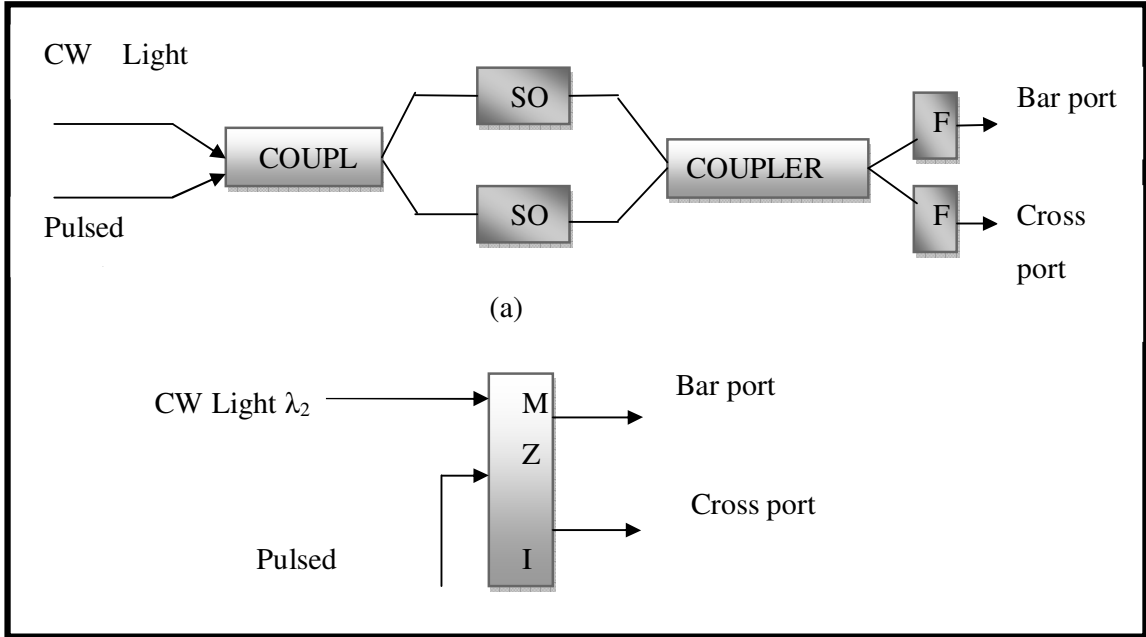 CW Light
Pulsed
COUPL
SO
SO
COUPLER
F
F
Bar port
Cross
port
(a)
CW Light λ₂
Pulsed
M
Z
I
Bar port
Cross port